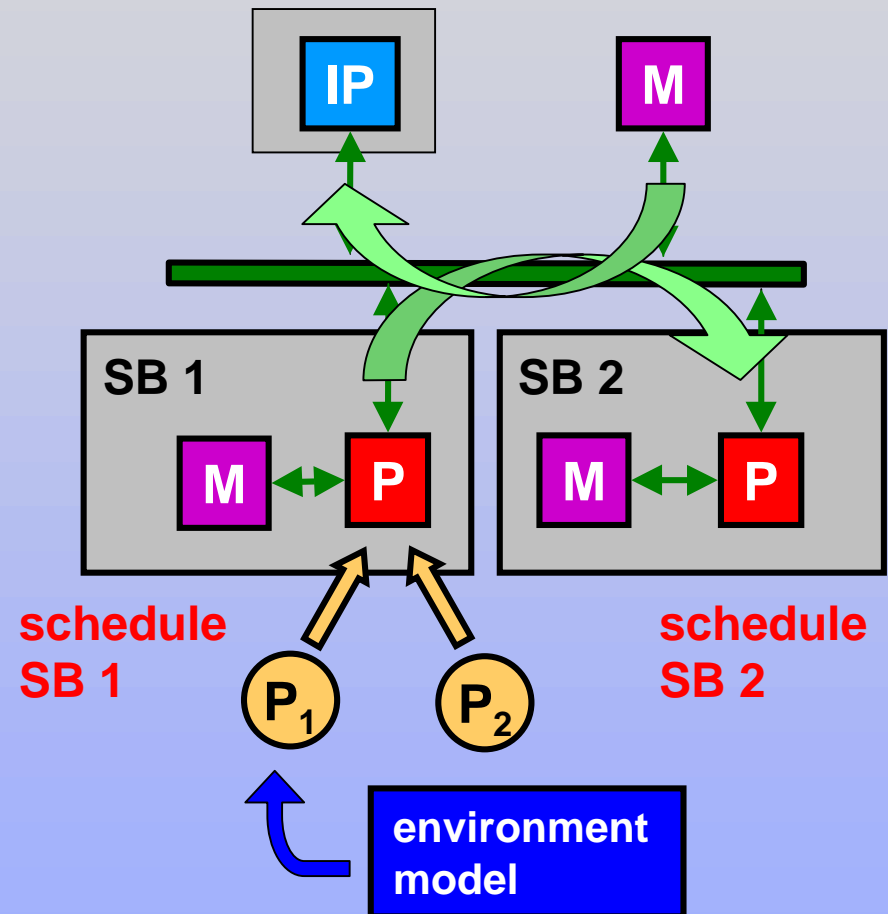 IP
M
SB 1
SB 2
M
P
M
P
schedule
SB 1
schedule
SB 2
P₁
P₂
environment
model